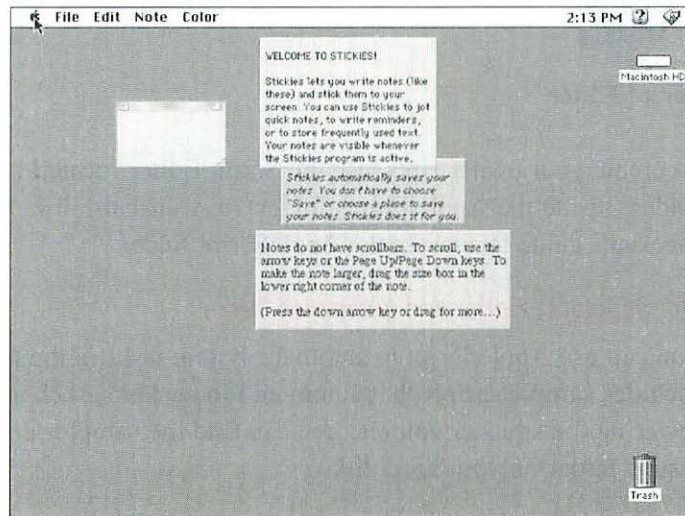 File Edit Note Color
2:13 PM
WELCOME TO STICKIES!
Stickies lets you write notes (like
these) and stick them to your
screen. You can use Stickies to jot
quick notes, to write reminders,
or to store frequently used text.
Your notes are visible whenever
the Stickies program is active.
Stickies automatically saves your
notes. You don't have to choose
"Save" or choose a place to save
your notes. Stickies does it for you.
Notes do not have scrollbars. To scroll, use the
arrow keys or the Page Up/Page Down keys. To
make the note larger, drag the size box in the
lower right corner of the note.
(Press the down arrow key or drag for more...)
Macintosh HD
Trash